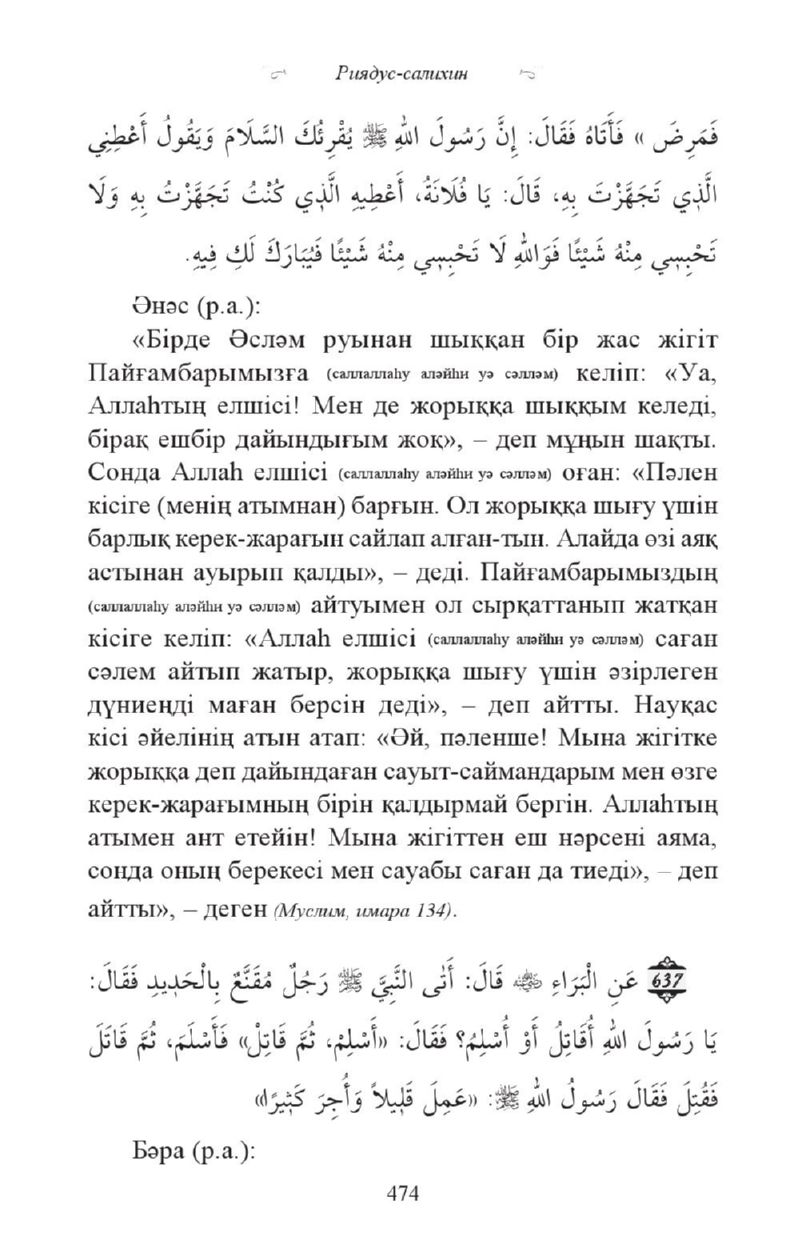 Риядус-салихин
فَمَرِضَ » فَأَتَاهُ فَقَالَ: إِنَّ رَسُولَ اللهِ ﷺ يُقْرِئُكَ السَّلَامَ وَيَقُولُ أَعْطِنِي
الَّذِي تَجَهَّزْتَ بِهِ، قَالَ: يَا فُلَانَةُ، أَعْطِيهِ الَّذِي كُنْتُ تَجَهَّزْتُ بِهِ وَلَا
تَحْبِسِي مِنْهُ شَيْئًا فَوَاللهِ لَا تَحْبِسِي مِنْهُ شَيْئًا فَيُبَارَكَ لَكِ فِيهِ.
Әнәс (р.а.):
«Бірде Әсләм руынан шыққан бір жас жігіт
Пайғамбарымызға (саллаллаһу аләйһи уә сәлләм) келіп: «Уа,
Аллаһтың елшісі! Мен де жорыққа шыққым келеді,
бірақ ешбір дайындығым жоқ», – деп мұңын шақты.
Сонда Аллаһ елшісі (саллаллаһу аләйһи уә сәлләм) оған: «Пәлен
кісіге (менің атымнан) барғын. Ол жорыққа шығу үшін
барлық керек-жарағын сайлап алған-тын. Алайда өзі аяқ
астынан ауырып қалды», – деді. Пайғамбарымыздың
(саллаллаһу аләйһи уә сәлләм) айтуымен ол сырқаттанып жатқан
кісіге келіп: «Аллаһ елшісі (саллаллаһу аләйһи уә сәлләм) саған
сәлем айтып жатыр, жорыққа шығу үшін әзірлеген
дүниеңді маған берсін деді», – деп айтты. Науқас
кісі әйелінің атын атап: «Әй, пәленше! Мына жігітке
жорыққа деп дайындаған сауыт-саймандарым мен өзге
керек-жарағымның бірін қалдырмай бергін. Аллаһтың
атымен ант етейін! Мына жігіттен еш нәрсені аяма,
сонда оның берекесі мен сауабы саған да тиеді», – деп
айтты», – деген (Муслим, имара 134).
637 عَنِ الْبَرَاءِ ﷺ قَالَ: أَتَى النَّبِيَّ ﷺ رَجُلٌ مُقَنَّعٌ بِالْحَدِيدِ فَقَالَ:
يَا رَسُولَ اللهِ أُقَاتِلُ أَوْ أُسْلِمُ؟ فَقَالَ: «أَسْلِمْ، ثُمَّ قَاتِلْ» فَأَسْلَمَ، ثُمَّ قَاتَلَ
فَقُتِلَ فَقَالَ رَسُولُ اللهِ ﷺ: «عَمِلَ قَلِيلاً وَأُجِرَ كَثِيرًا»
Бәра (р.а.):
474